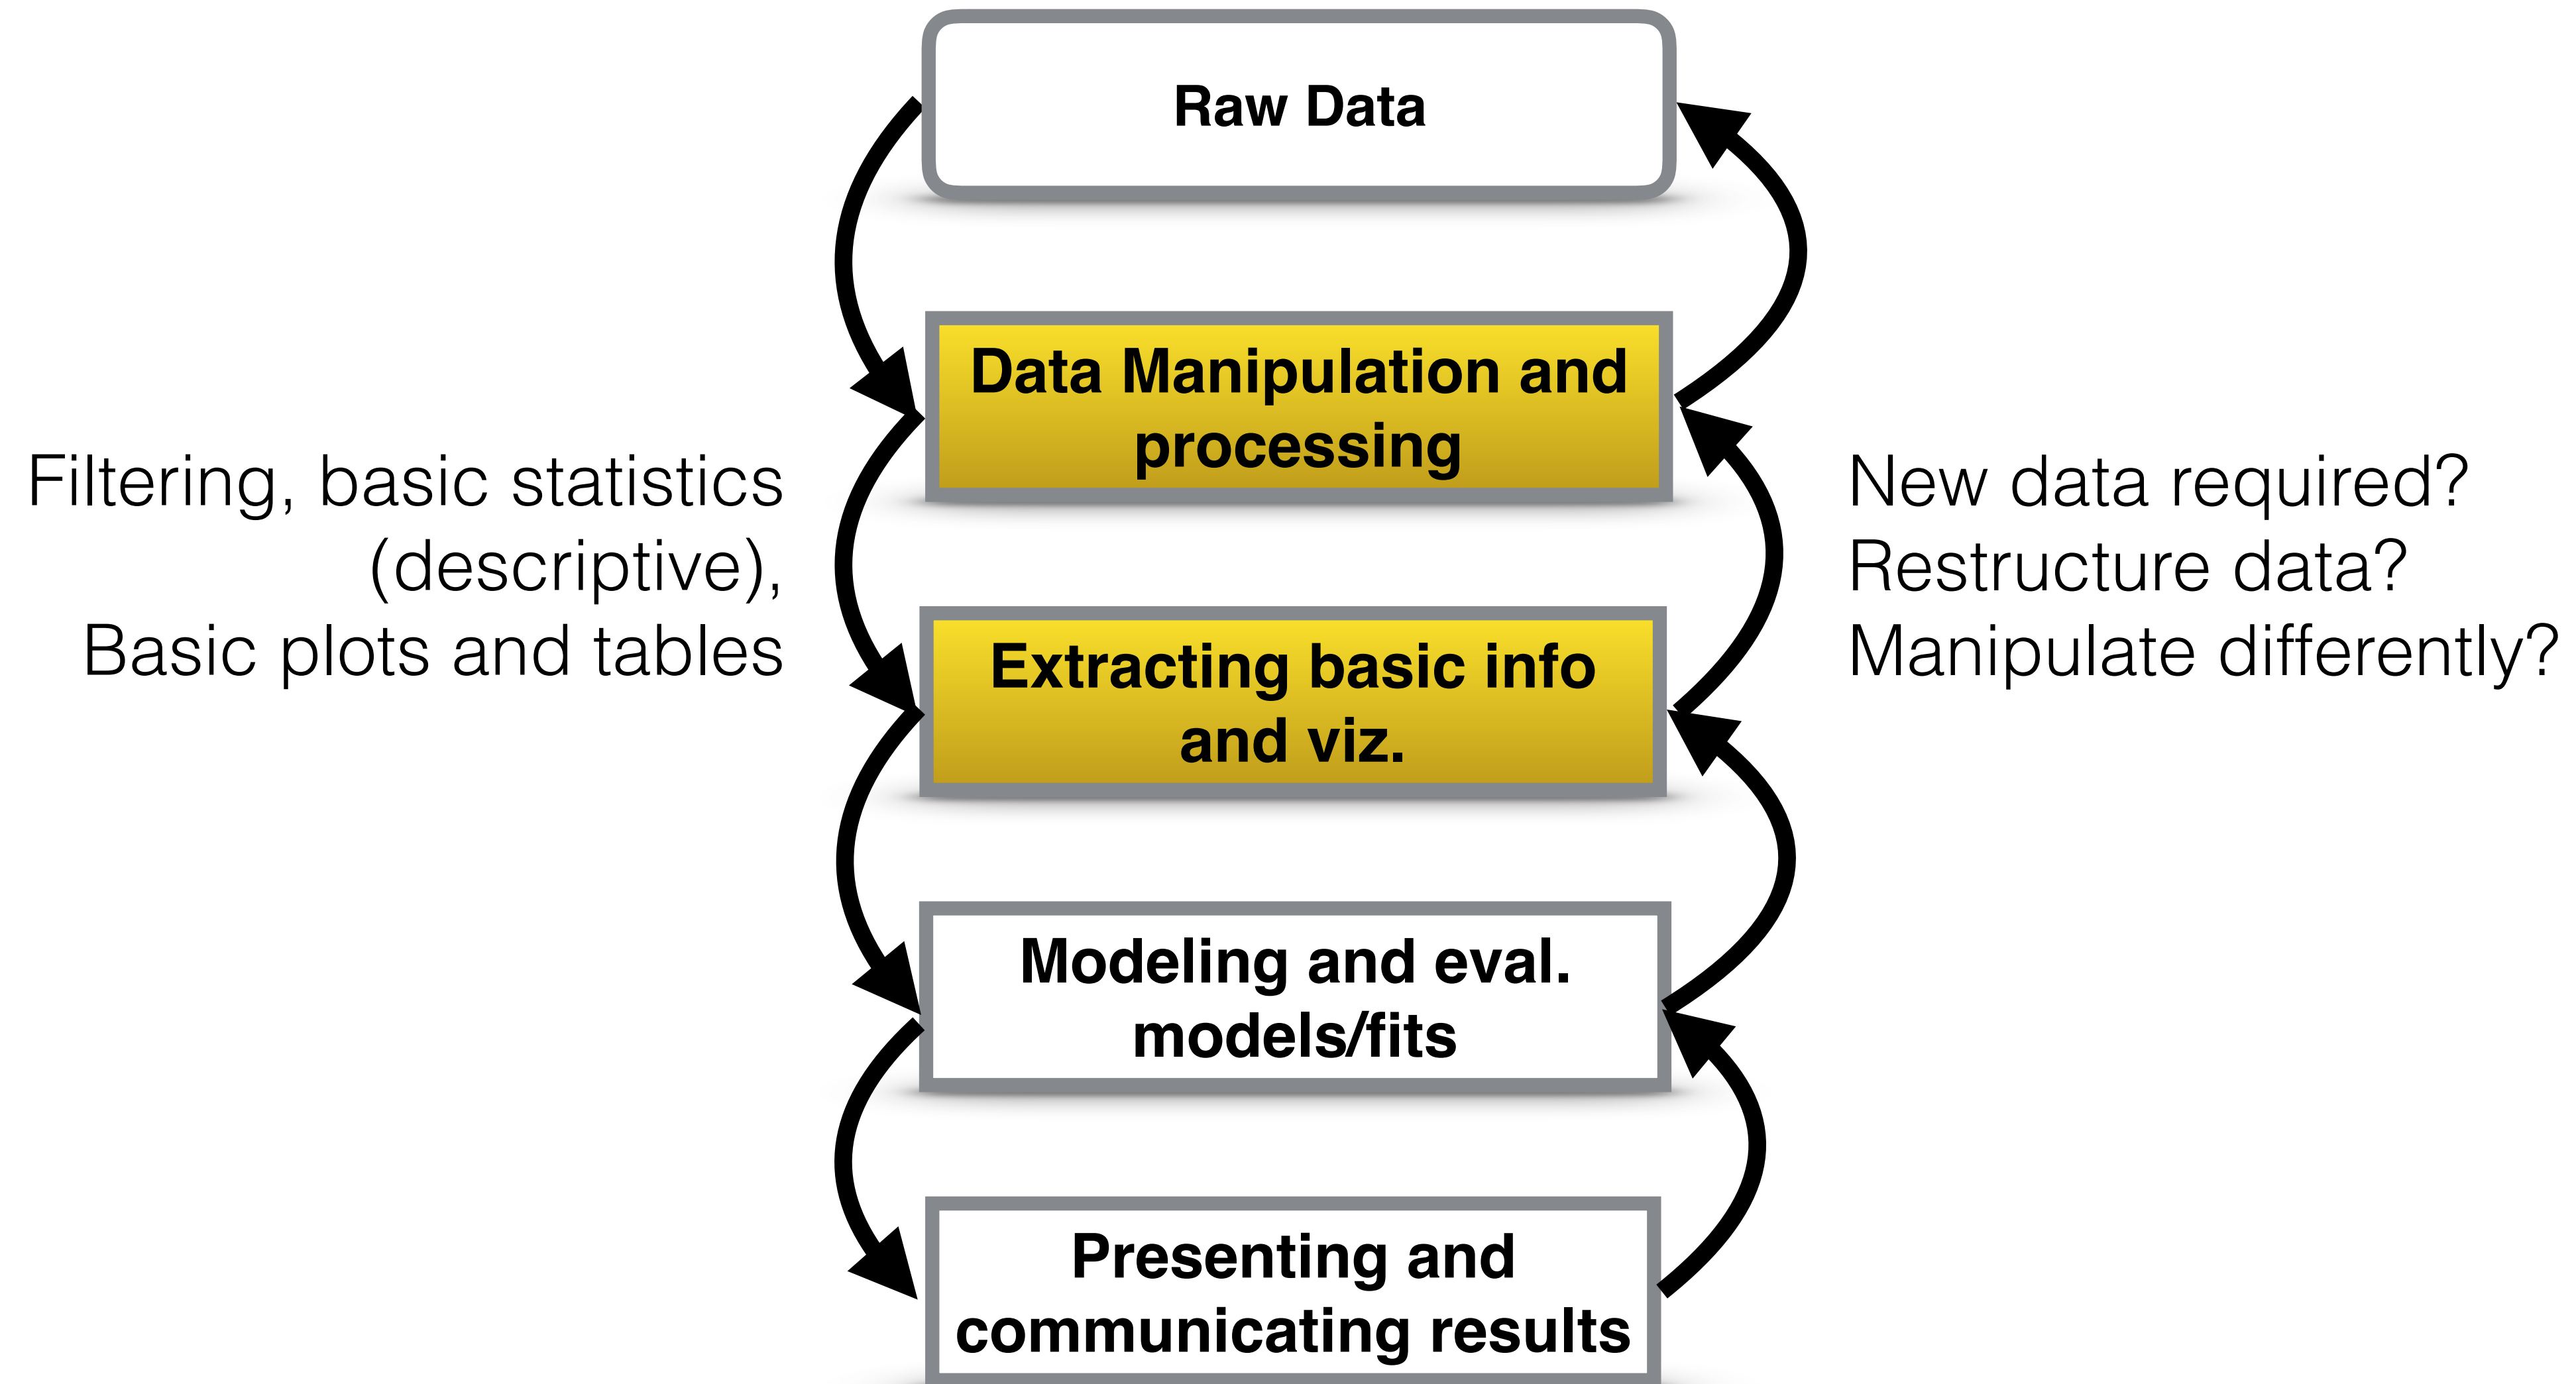 Raw Data
Data Manipulation and
processing
Filtering, basic statistics
(descriptive),
Basic plots and tables
New data required?
Restructure data?
Manipulate differently?
Extracting basic info
and viz.
Modeling and eval.
models/fits
Presenting and
communicating results